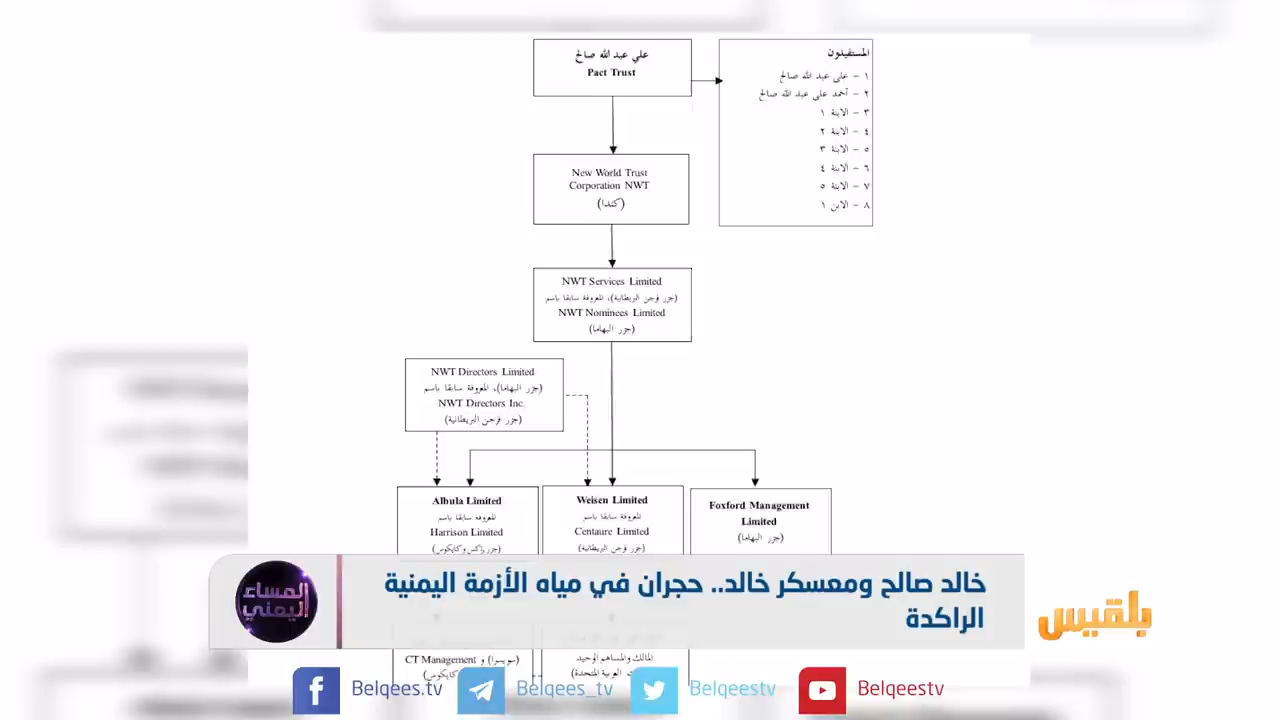 علي عبد الله صالح
Pact Trust
المستفيدون
١ – علي عبد الله صالح
٢ – أحمد علي عبد الله صالح
٣ – الابنة ١
٤ – الابنة ٢
٥ – الابنة ٣
٦ – الابنة ٤
٧ – الابنة ٥
٨ – الابن ١
New World Trust
Corporation NWT
(كندا)
NWT Services Limited
(جزر فرجن البريطانية)، المعروفة سابقا باسم
NWT Nominees Limited
(جزر البهاما)
NWT Directors Limited
(جزر البهاما)، المعروفة سابقا باسم
NWT Directors Inc.
(جزر فرجن البريطانية)
Albula Limited
المعروفة سابقا باسم
Harrison Limited
(جزر تركس وكايكوس)
Weisen Limited
المعروفة سابقا باسم
Centaure Limited
(جزر فرجن البريطانية)
Foxford Management
Limited
(جزر البهاما)
المساء
اليمني
خالد صالح ومعسكر خالد.. حجران في مياه الأزمة اليمنية
الراكدة
بلقيس
CT Management و (سويسرا)
المالك والمساهم الوحيد
العربية المتحدة)
Belqees.tv
Belqees_tv
Belqeestv
Belqeestv